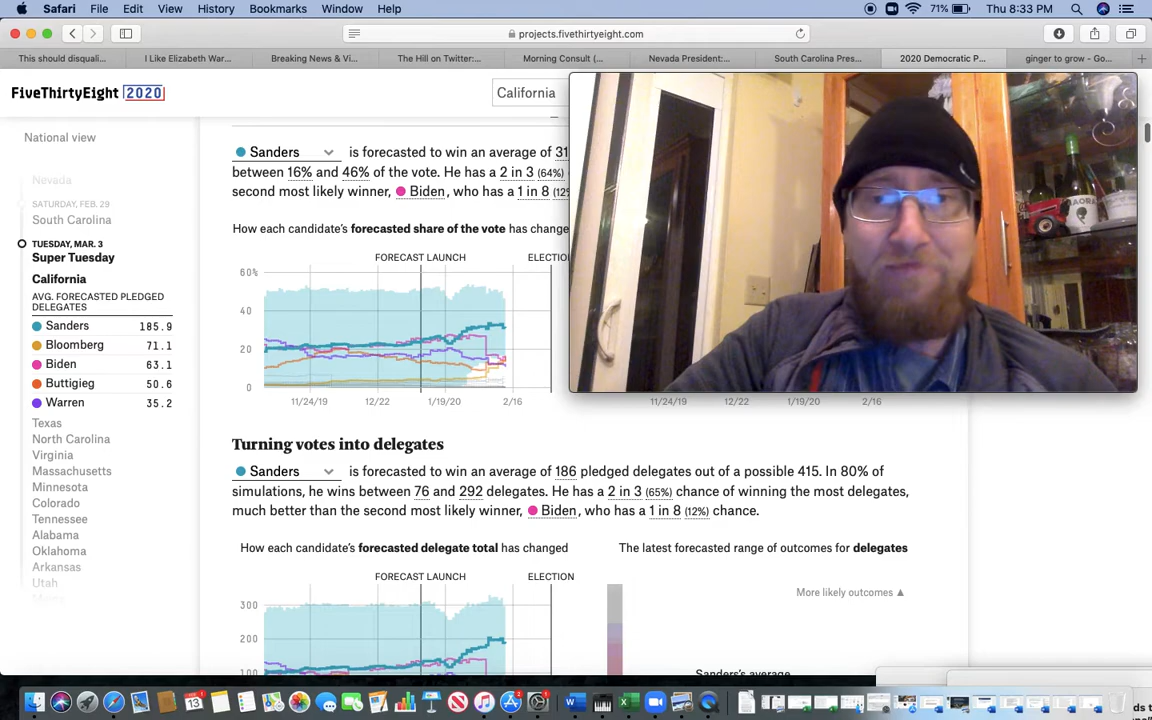 Safari File Edit View History Bookmarks Window Help 71% Thu 8:33 PM
projects.fivethirtyeight.com
This should disquali... I Like Elizabeth War... Breaking News & Vi... The Hill on Twitter:... Morning Consult (... Nevada President:... South Carolina Pres... 2020 Democratic P... ginger to grow - Go...
FiveThirtyEight 2020
California
National view
Nevada
SATURDAY, FEB. 29
South Carolina
TUESDAY, MAR. 3
Super Tuesday
California
AVG. FORECASTED PLEDGED
DELEGATES
Sanders 185.9
Bloomberg 71.1
Biden 63.1
Buttigieg 50.6
Warren 35.2
Texas
North Carolina
Virginia
Massachusetts
Minnesota
Colorado
Tennessee
Alabama
Oklahoma
Arkansas
Utah
Sanders is forecasted to win an average of 31
between 16% and 46% of the vote. He has a 2 in 3 (64%)
second most likely winner, Biden, who has a 1 in 8 (12%
How each candidate's forecasted share of the vote has change
FORECAST LAUNCH ELECTIO
60%
40
20
0
11/24/19 12/22 1/19/20 2/16
11/24/19 12/22 1/19/20 2/16
Turning votes into delegates
Sanders is forecasted to win an average of 186 pledged delegates out of a possible 415. In 80% of
simulations, he wins between 76 and 292 delegates. He has a 2 in 3 (65%) chance of winning the most delegates,
much better than the second most likely winner, Biden, who has a 1 in 8 (12%) chance.
How each candidate's forecasted delegate total has changed
FORECAST LAUNCH ELECTION
300
200
100
The latest forecasted range of outcomes for delegates
More likely outcomes ▲
Sanders's average